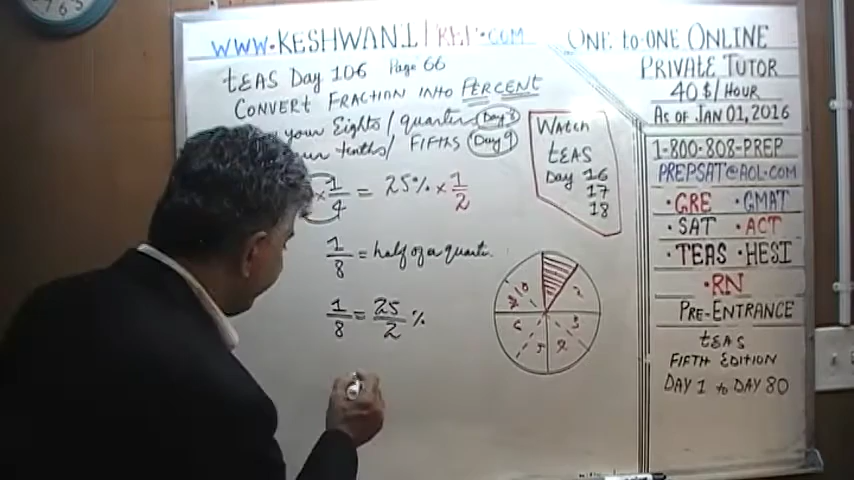 WWW.KESHWANI PREP.COM
TEAS Day 106 Page 66
CONVERT FRACTION INTO PERCENT
your Eights / quarters Day 8
tenths / FIFTHS Day 9
× 1/4 = 25% × 1/2
1/8 = half of a quarter.
1/8 = 25/2 %
WATCH
TEAS
Day 16
17
18
2
3
5
6
ONE to ONE ONLINE
PRIVATE TUTOR
40 $/HOUR
AS OF JAN 01, 2016
1-800-808-PREP
PREPSAT@AOL.COM
• GRE • GMAT
• SAT • ACT
• TEAS • HESI
• RN
PRE-ENTRANCE
TEAS
FIFTH EDITION
DAY 1 to DAY 80